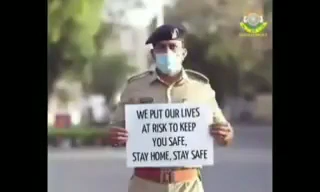 WE PUT OUR LIVES
AT RISK TO KEEP
YOU SAFE,
STAY HOME, STAY SAFE